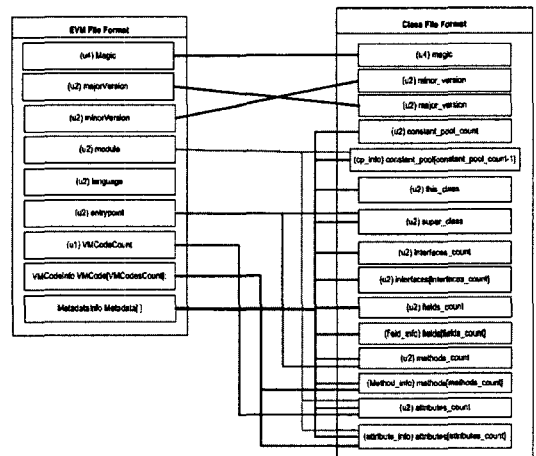 EVM File Format
(u4) Magic
(u2) majorVersion
(u2) minorVersion
(u2) module
(u2) language
(u2) entrypoint
(u1) VMCodeCount
VMCodeInfo VMCode[VMCodesCount];
MetadataInfo Metadata[ ]
Class File Format
(u4) magic
(u2) minor_version
(u2) major_version
(u2) constant_pool_count
(cp_info) constant_pool[constant_pool_count-1]
(u2) this_class
(u2) super_class
(u2) interfaces_count
(u2) interfaces[interfaces_count]
(u2) fields_count
(Field_info) fields[fields_count]
(u2) methods_count
(Method_info) methods[methods_count]
(u2) attributes_count
(attribute_info) attributes[attributes_count]